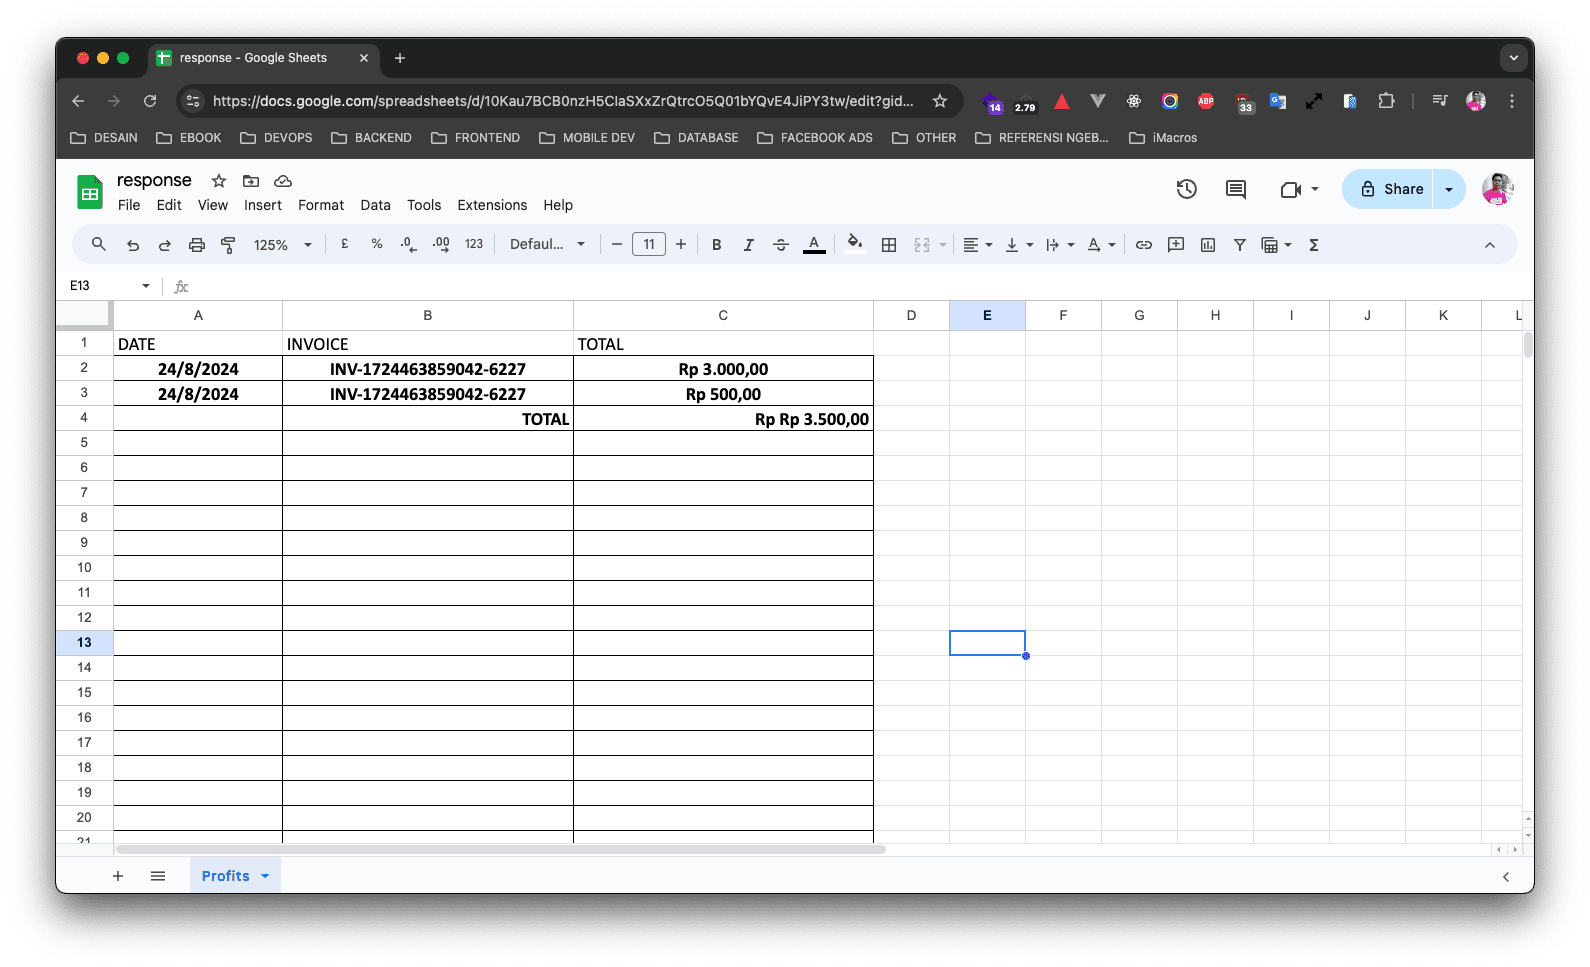 response - Google Sheets
https://docs.google.com/spreadsheets/d/10Kau7BCB0nzH5ClaSXxZrQtrcO5Q01bYQvE4JiPY3tw/edit?gid...
14
2.79
ABP
33
DESAIN EBOOK DEVOPS BACKEND FRONTEND MOBILE DEV DATABASE FACEBOOK ADS OTHER REFERENSI NGEB... iMacros
response
File Edit View Insert Format Data Tools Extensions Help
Share
125% £ % .0 .00 123 Defaul... 11 B I A Σ
E13 fx
A B C D E F G H I J K L
1 DATE INVOICE TOTAL
2 24/8/2024 INV-1724463859042-6227 Rp 3.000,00
3 24/8/2024 INV-1724463859042-6227 Rp 500,00
4 TOTAL Rp Rp 3.500,00
5
6
7
8
9
10
11
12
13
14
15
16
17
18
19
20
21
Profits